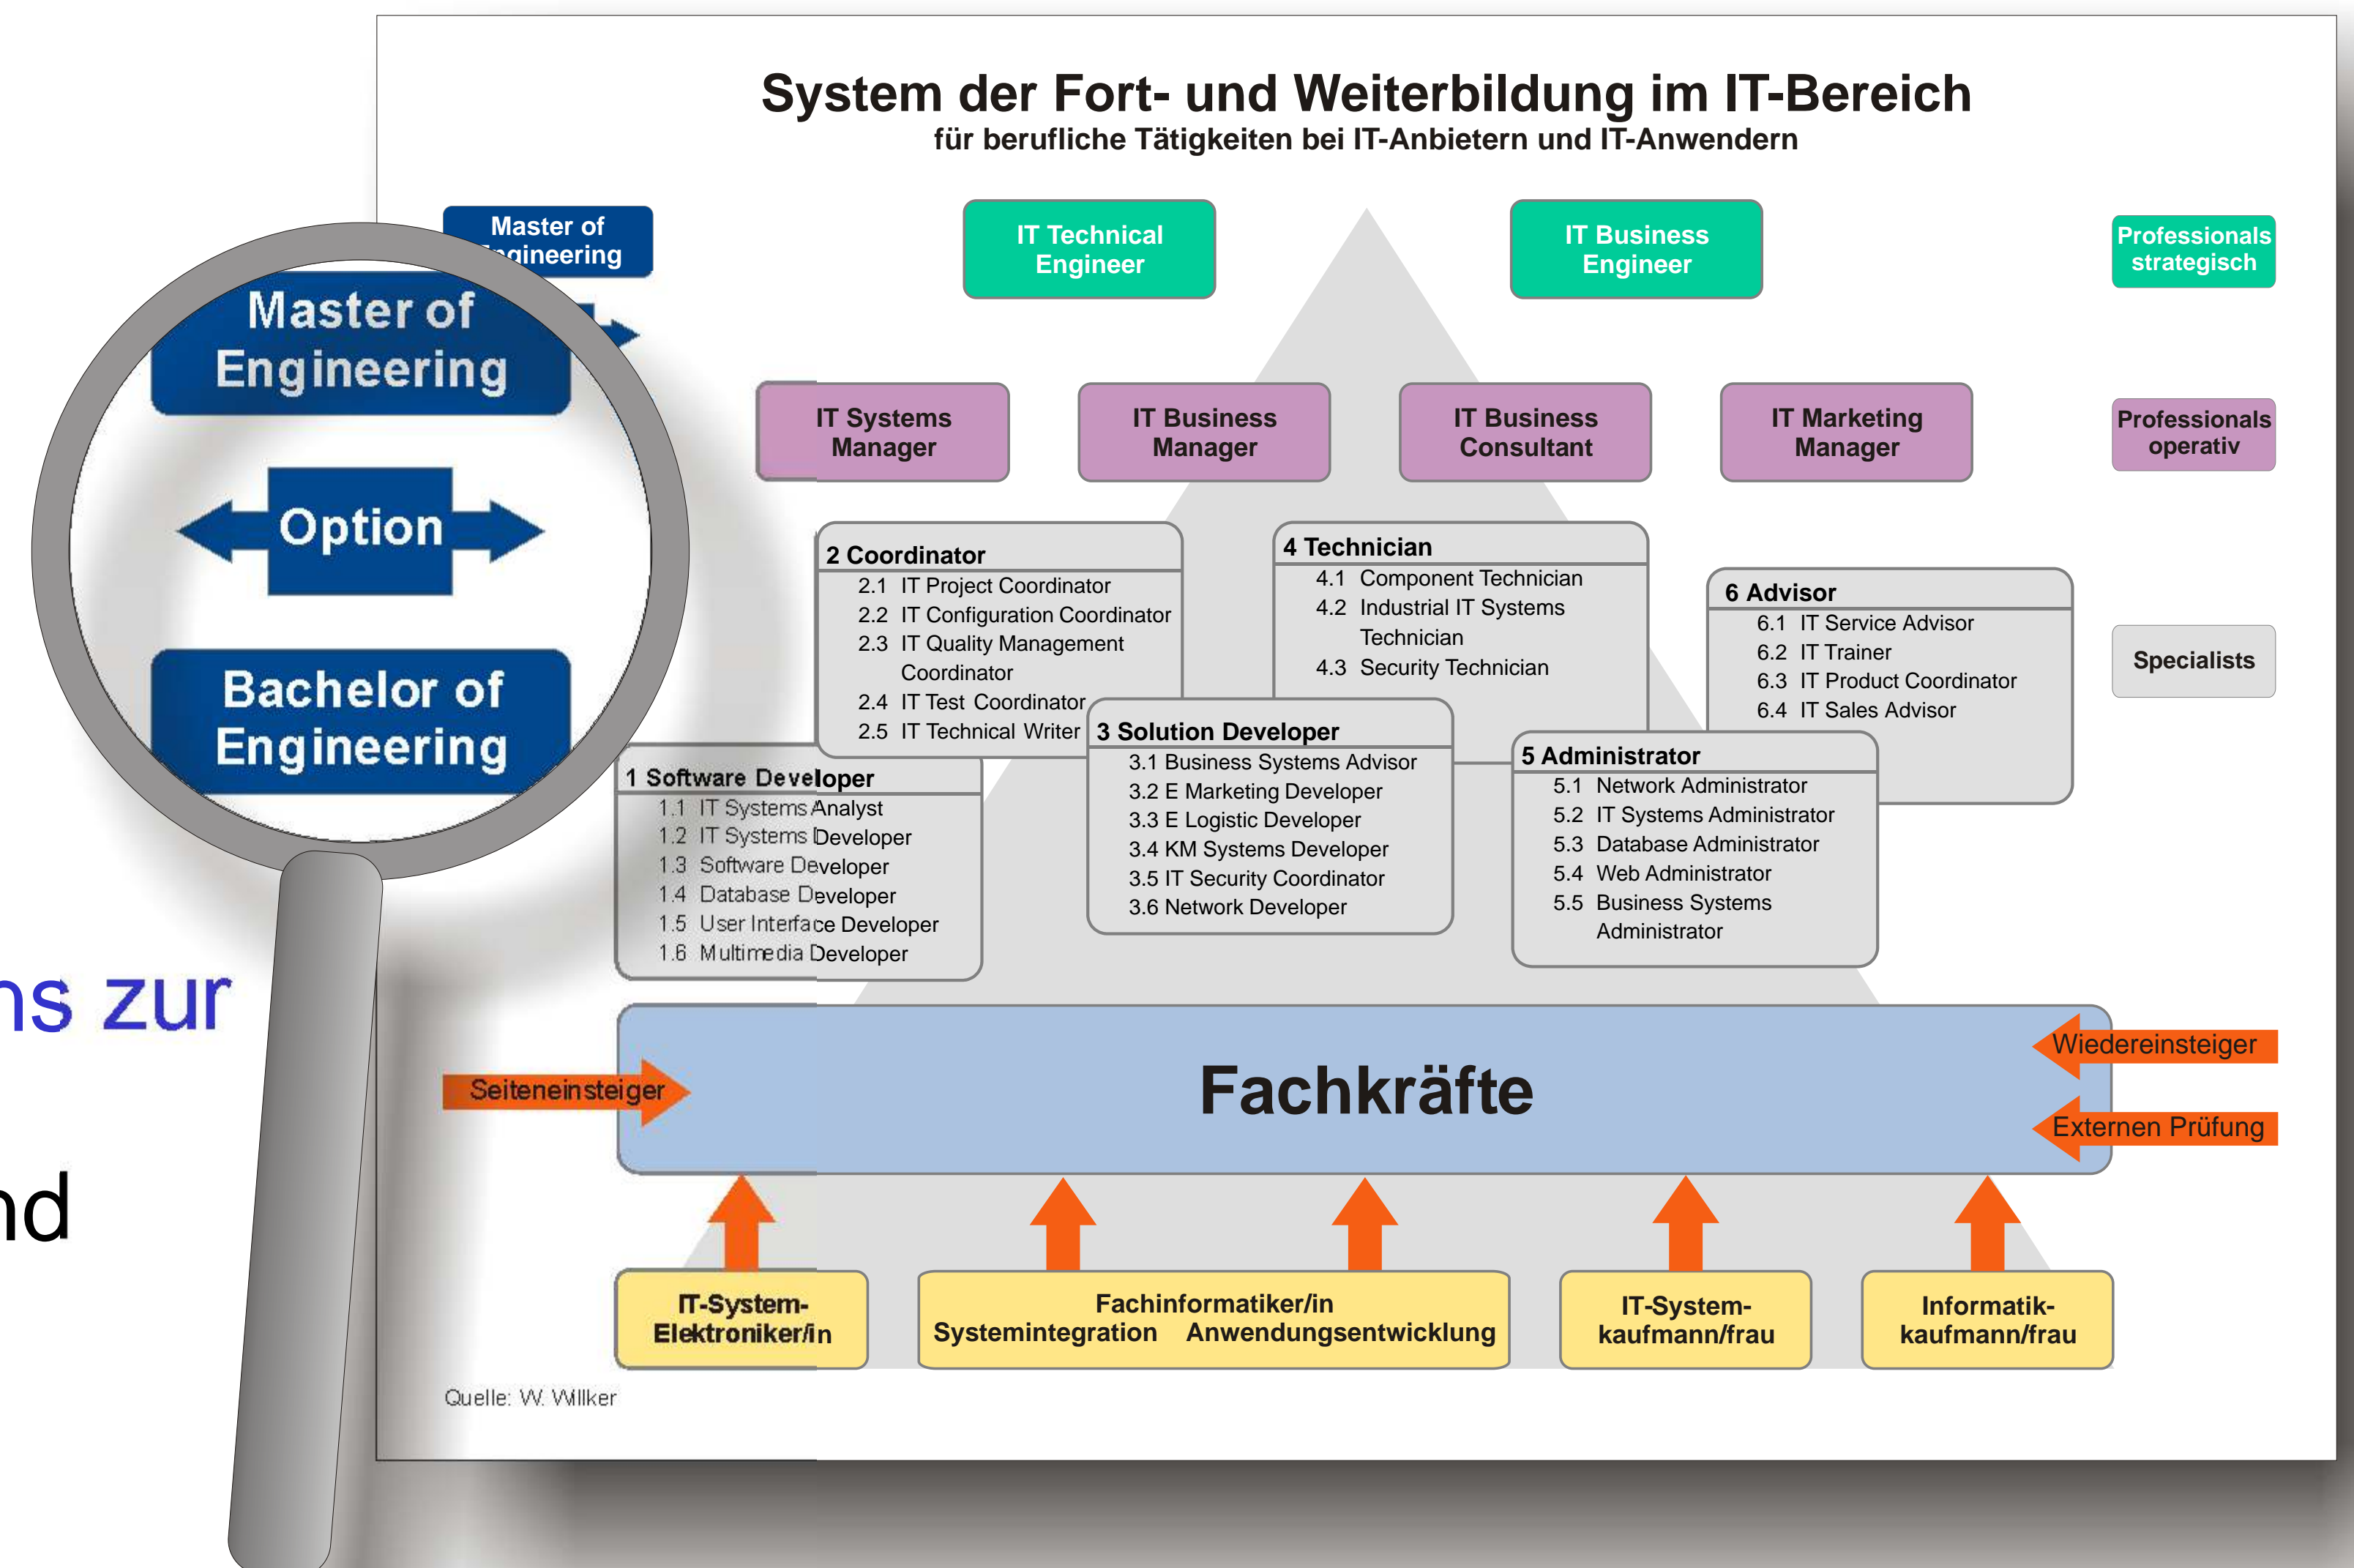 System der Fort- und Weiterbildung im IT-Bereich
für berufliche Tätigkeiten bei IT-Anbietern und IT-Anwendern
Master of
Engineering
IT Technical
Engineer
IT Business
Engineer
Professionals
strategisch
Master of
Engineering
Option
Bachelor of
Engineering
IT Systems
Manager
IT Business
Manager
IT Business
Consultant
IT Marketing
Manager
Professionals
operativ
2 Coordinator
2.1 IT Project Coordinator
2.2 IT Configuration Coordinator
2.3 IT Quality Management
Coordinator
2.4 IT Test Coordinator
2.5 IT Technical Writer
4 Technician
4.1 Component Technician
4.2 Industrial IT Systems
Technician
4.3 Security Technician
6 Advisor
6.1 IT Service Advisor
6.2 IT Trainer
6.3 IT Product Coordinator
6.4 IT Sales Advisor
Specialists
1 Software Developer
1.1 IT Systems Analyst
1.2 IT Systems Developer
1.3 Software Developer
1.4 Database Developer
1.5 User Interface Developer
1.6 Multimedia Developer
3 Solution Developer
3.1 Business Systems Advisor
3.2 E Marketing Developer
3.3 E Logistic Developer
3.4 KM Systems Developer
3.5 IT Security Coordinator
3.6 Network Developer
5 Administrator
5.1 Network Administrator
5.2 IT Systems Administrator
5.3 Database Administrator
5.4 Web Administrator
5.5 Business Systems
Administrator
zur
Seiteneinsteiger
Fachkräfte
Wiedereinsteiger
Externen Prüfung
IT-System-
Elektroniker/in
Fachinformatiker/in
Systemintegration Anwendungsentwicklung
IT-System-
kaufmann/frau
Informatik-
kaufmann/frau
Quelle: W. Willker